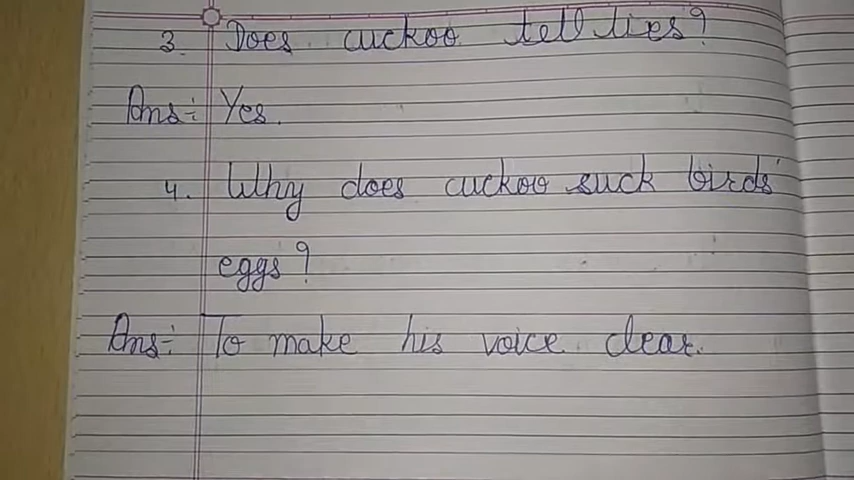 3. Does cuckoo tell lies?
Ans:- Yes.
4. Why does cuckoo suck birds'
eggs?
Ans:- To make his voice clear.